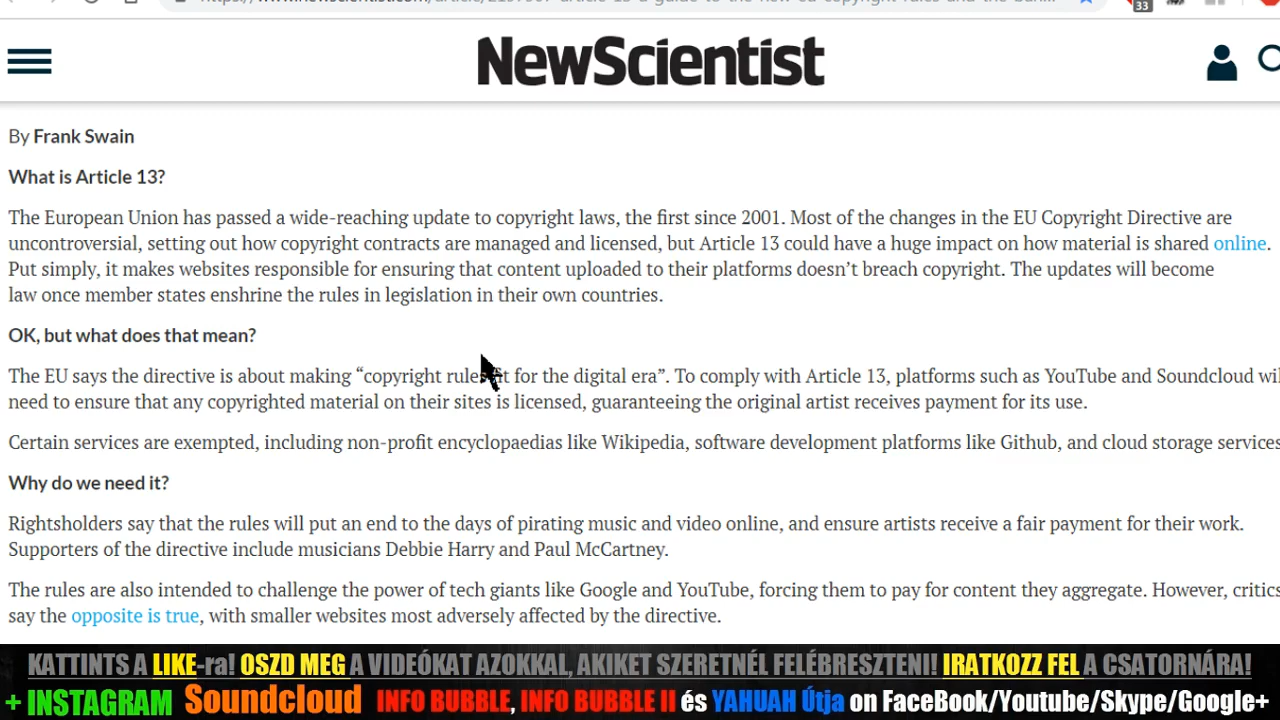 33
NewScientist
By Frank Swain
What is Article 13?
The European Union has passed a wide-reaching update to copyright laws, the first since 2001. Most of the changes in the EU Copyright Directive are
uncontroversial, setting out how copyright contracts are managed and licensed, but Article 13 could have a huge impact on how material is shared online.
Put simply, it makes websites responsible for ensuring that content uploaded to their platforms doesn’t breach copyright. The updates will become
law once member states enshrine the rules in legislation in their own countries.
OK, but what does that mean?
The EU says the directive is about making “copyright rules fit for the digital era”. To comply with Article 13, platforms such as YouTube and Soundcloud wil
need to ensure that any copyrighted material on their sites is licensed, guaranteeing the original artist receives payment for its use.
Certain services are exempted, including non-profit encyclopaedias like Wikipedia, software development platforms like Github, and cloud storage services
Why do we need it?
Rightsholders say that the rules will put an end to the days of pirating music and video online, and ensure artists receive a fair payment for their work.
Supporters of the directive include musicians Debbie Harry and Paul McCartney.
The rules are also intended to challenge the power of tech giants like Google and YouTube, forcing them to pay for content they aggregate. However, critics
say the opposite is true, with smaller websites most adversely affected by the directive.
KATTINTS A LIKE-ra! OSZD MEG A VIDEÓKAT AZOKKAL, AKIKET SZERETNÉL FELÉBRESZTENI! IRATKOZZ FEL A CSATORNÁRA!
+ INSTAGRAM Soundcloud INFO BUBBLE, INFO BUBBLE II és YAHUAH Útja on FaceBook/Youtube/Skype/Google+